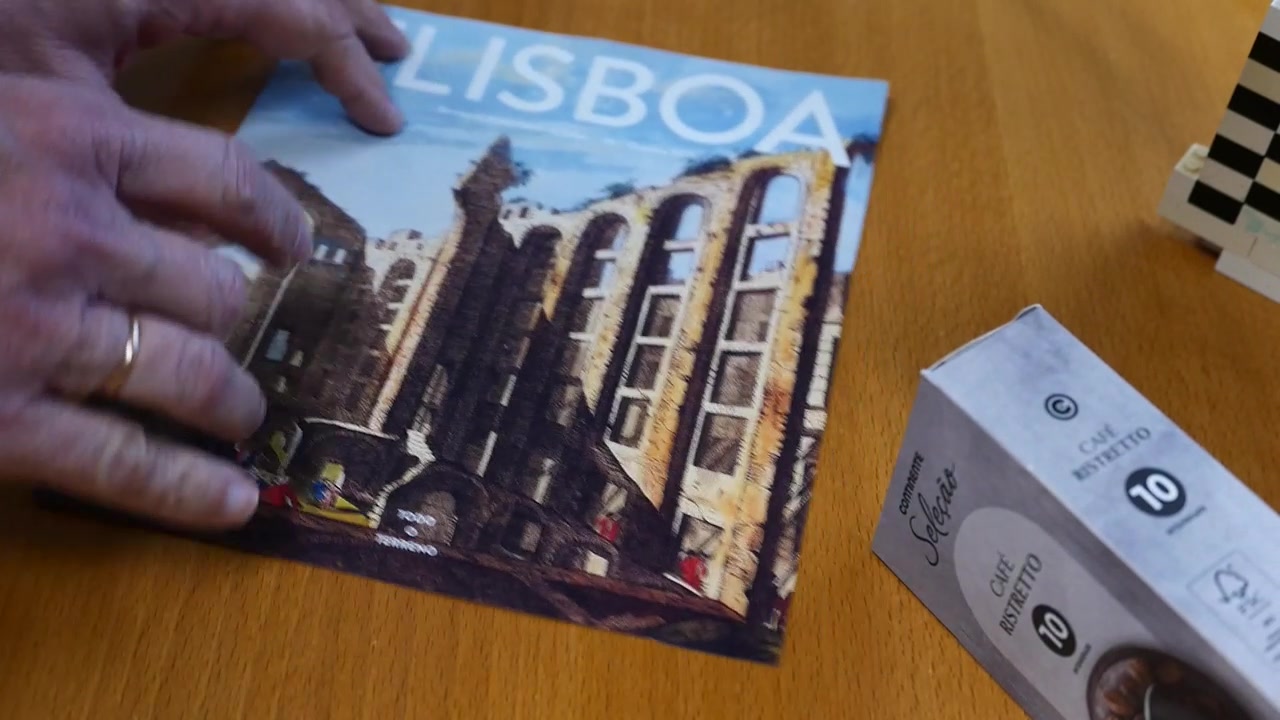 LISBOA
TODO
O
TERRENO
C
CAFÉ
RISTRETTO
10
CONTINENTE
Seleção
CAFÉ
RISTRETTO
10